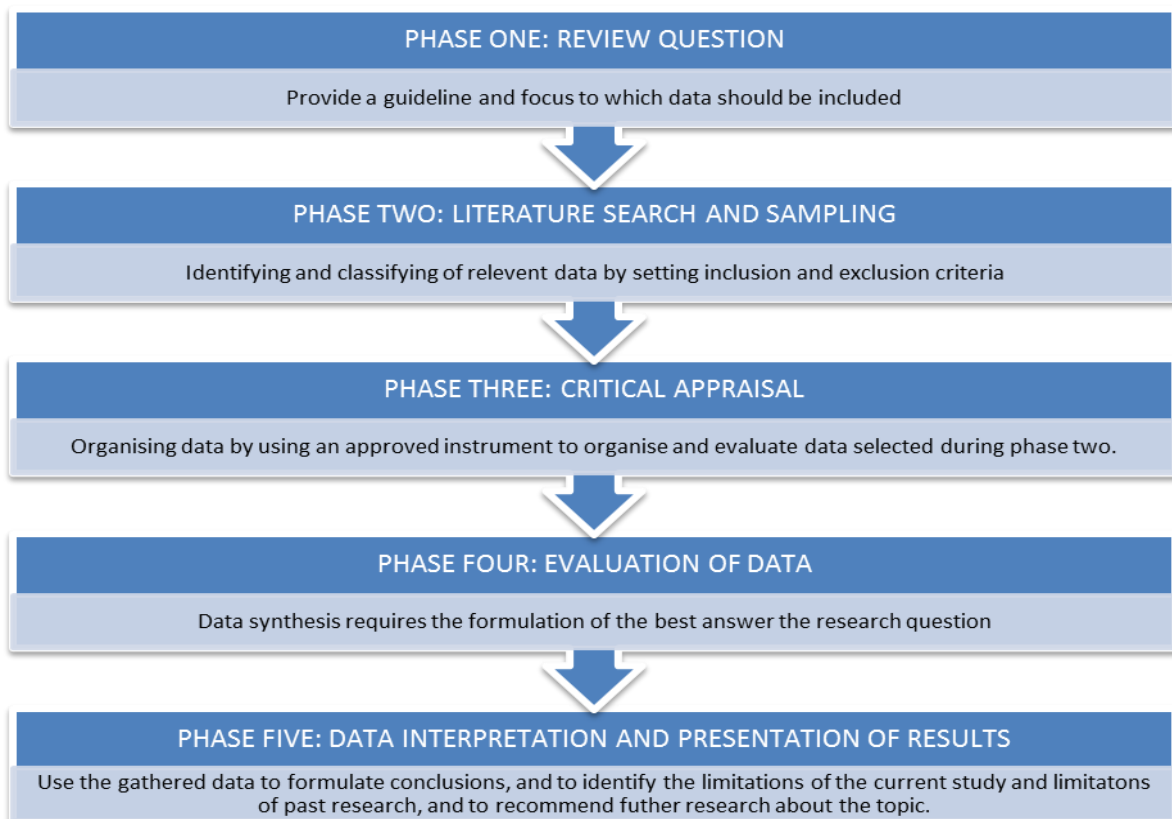 PHASE ONE: REVIEW QUESTION
Provide a guideline and focus to which data should be included
PHASE TWO: LITERATURE SEARCH AND SAMPLING
Identifying and classifying of relevent data by setting inclusion and exclusion criteria
PHASE THREE: CRITICAL APPRAISAL
Organising data by using an approved instrument to organise and evaluate data selected during phase two.
PHASE FOUR: EVALUATION OF DATA
Data synthesis requires the formulation of the best answer the research question
PHASE FIVE: DATA INTERPRETATION AND PRESENTATION OF RESULTS
Use the gathered data to formulate conclusions, and to identify the limitations of the current study and limitatons
of past research, and to recommend futher research about the topic.